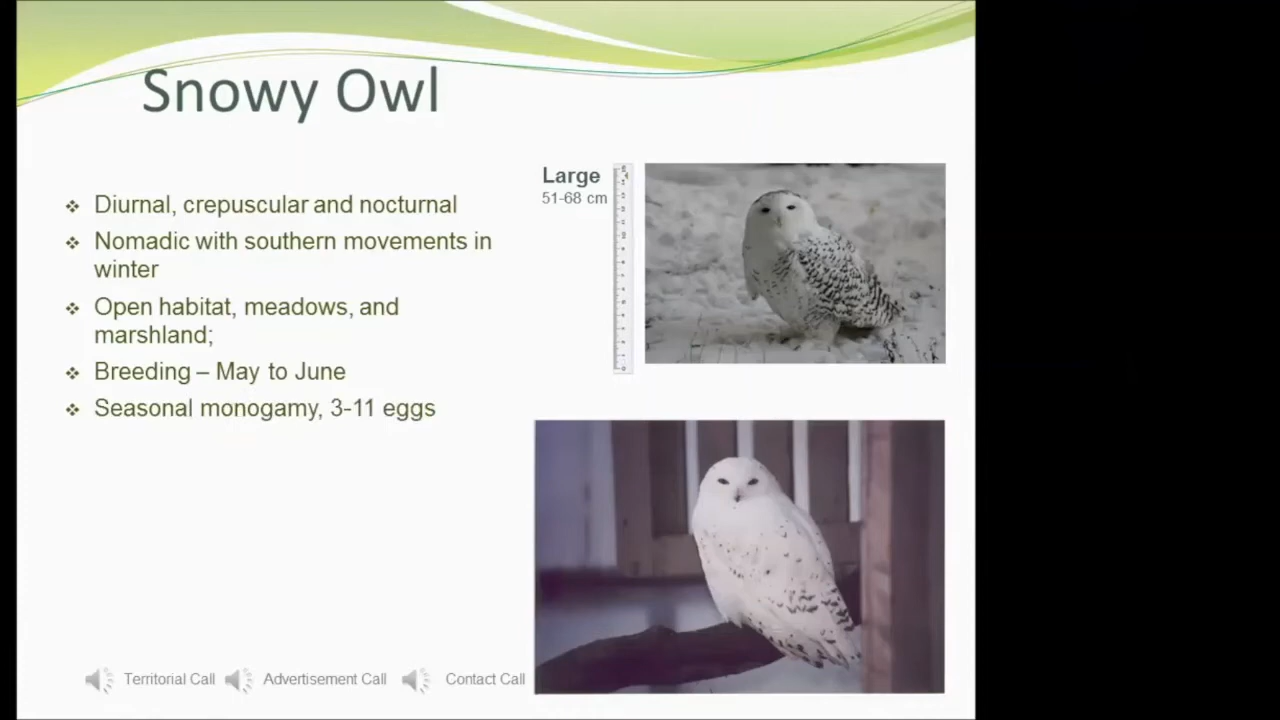 Snowy Owl
Large
51-68 cm
❖ Diurnal, crepuscular and nocturnal
❖ Nomadic with southern movements in
winter
❖ Open habitat, meadows, and
marshland;
❖ Breeding – May to June
❖ Seasonal monogamy, 3-11 eggs
Territorial Call
Advertisement Call
Contact Call